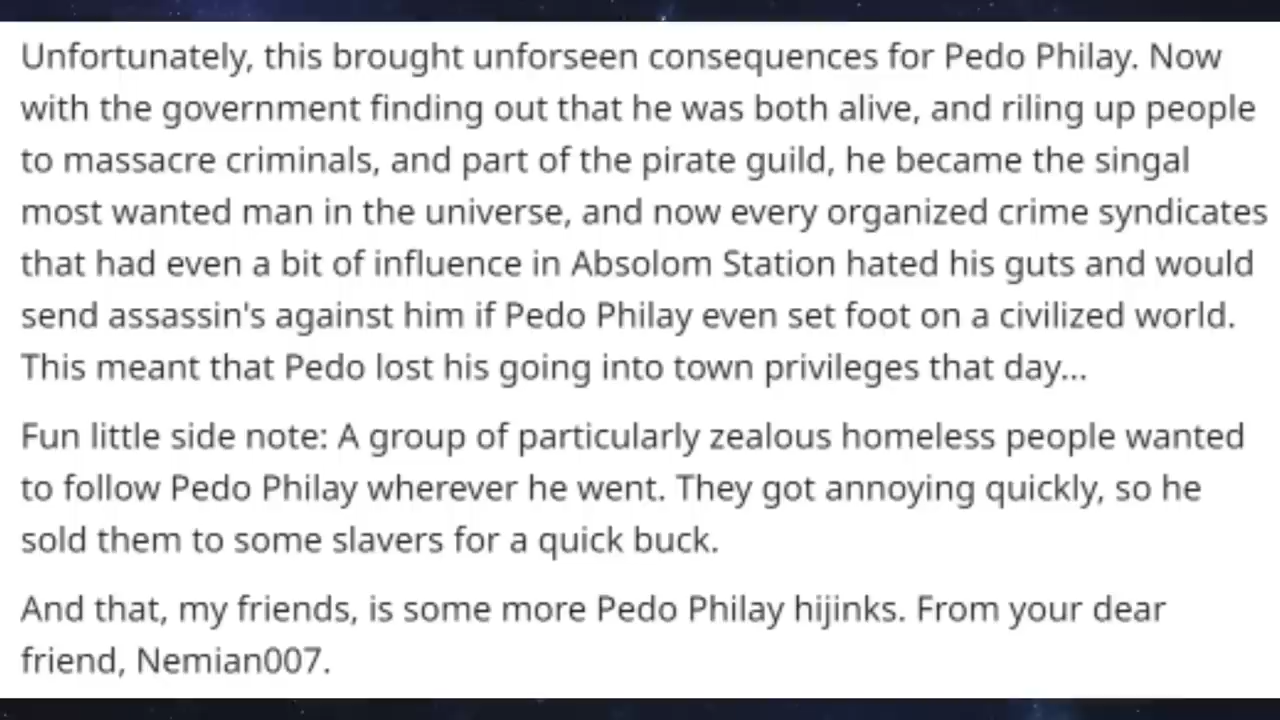 Unfortunately, this brought unforseen consequences for Pedo Philay. Now
with the government finding out that he was both alive, and riling up people
to massacre criminals, and part of the pirate guild, he became the singal
most wanted man in the universe, and now every organized crime syndicates
that had even a bit of influence in Absolom Station hated his guts and would
send assassin's against him if Pedo Philay even set foot on a civilized world.
This meant that Pedo lost his going into town privileges that day...
Fun little side note: A group of particularly zealous homeless people wanted
to follow Pedo Philay wherever he went. They got annoying quickly, so he
sold them to some slavers for a quick buck.
And that, my friends, is some more Pedo Philay hijinks. From your dear
friend, Nemian007.